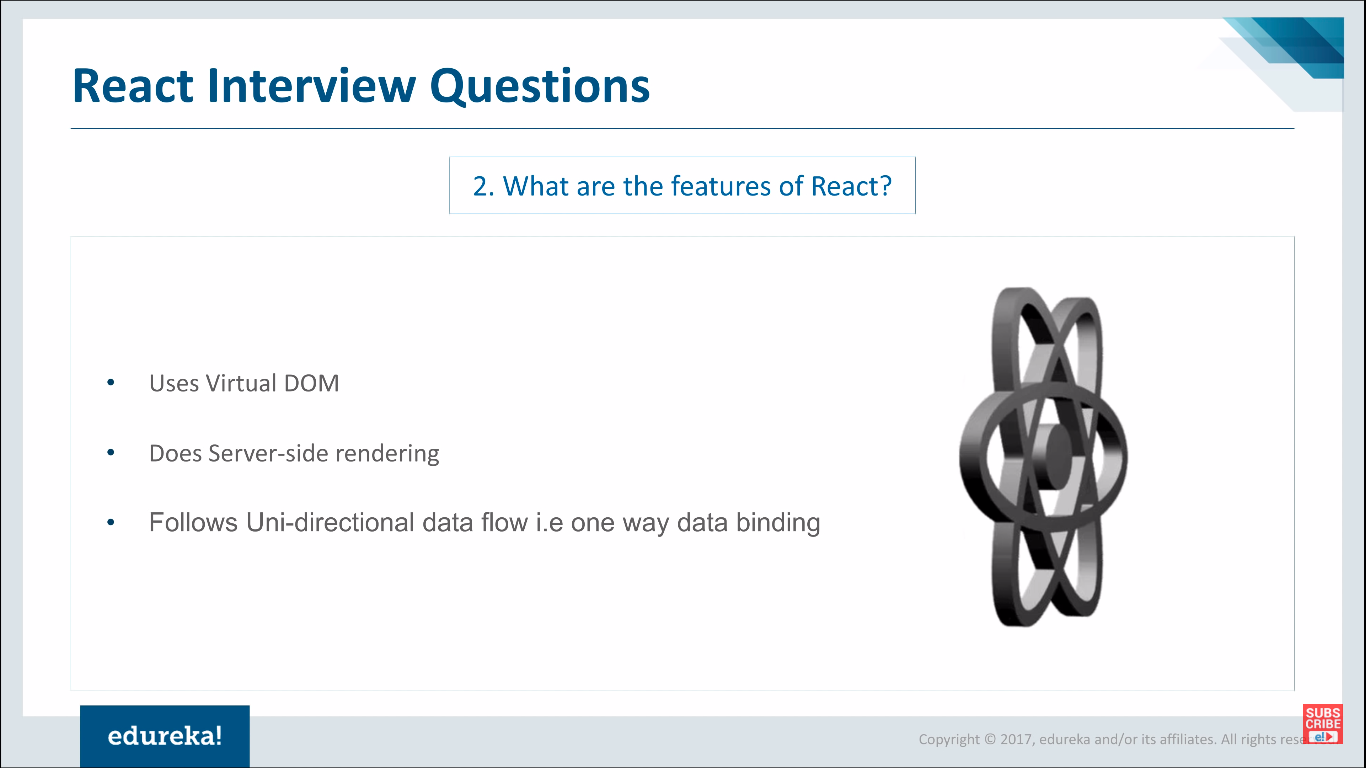 React Interview Questions
2. What are the features of React?
• Uses Virtual DOM
• Does Server-side rendering
• Follows Uni-directional data flow i.e one way data binding
edureka!
Copyright © 2017, edureka and/or its affiliates. All rights
SUBS
CRIBE
e!